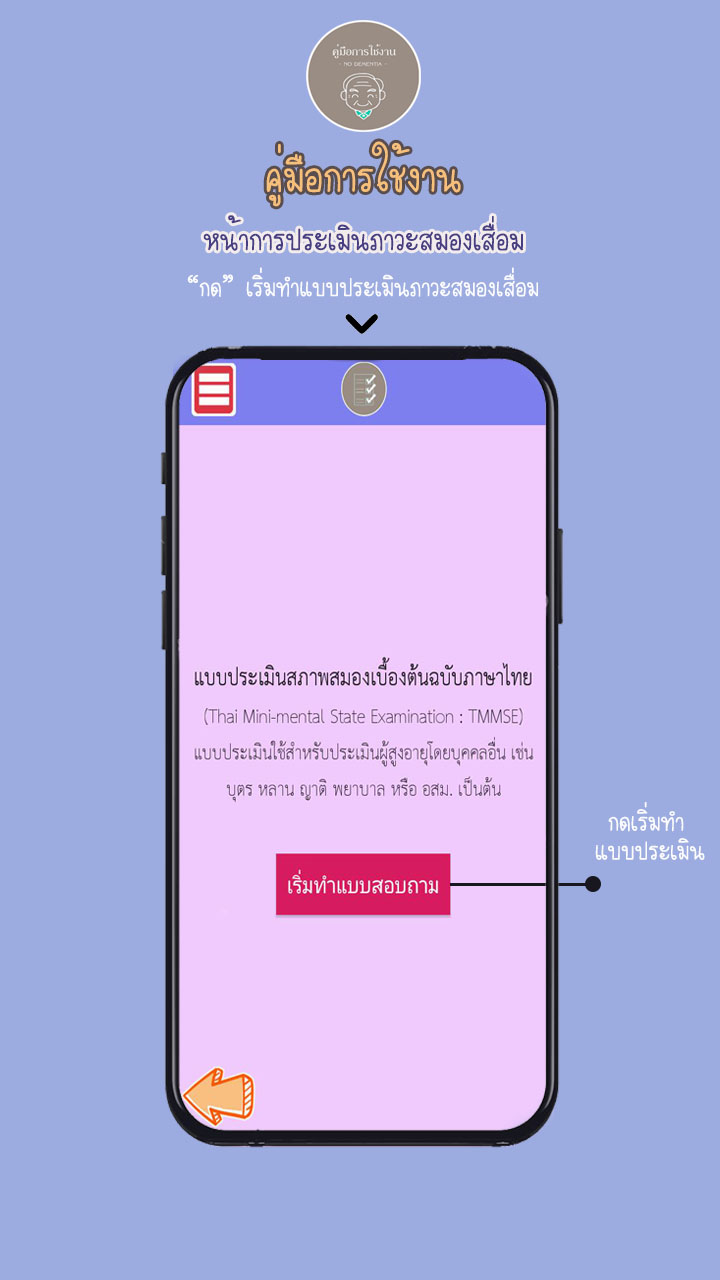 คู่มือการใช้งาน
- NO DEMENTIA -
คู่มือการใช้งาน
หน้าการประเมินภาวะสมองเสื่อม
“กด” เริ่มทำแบบประเมินภาวะสมองเสื่อม
แบบประเมินสภาพสมองเบื้องต้นฉบับภาษาไทย
(Thai Mini-mental State Examination : TMMSE)
แบบประเมินใช้สำหรับประเมินผู้สูงอายุโดยบุคคลอื่น เช่น
บุตร หลาน ญาติ พยาบาล หรือ อสม. เป็นต้น
กดเริ่มทำ
แบบประเมิน
เริ่มทำแบบสอบถาม